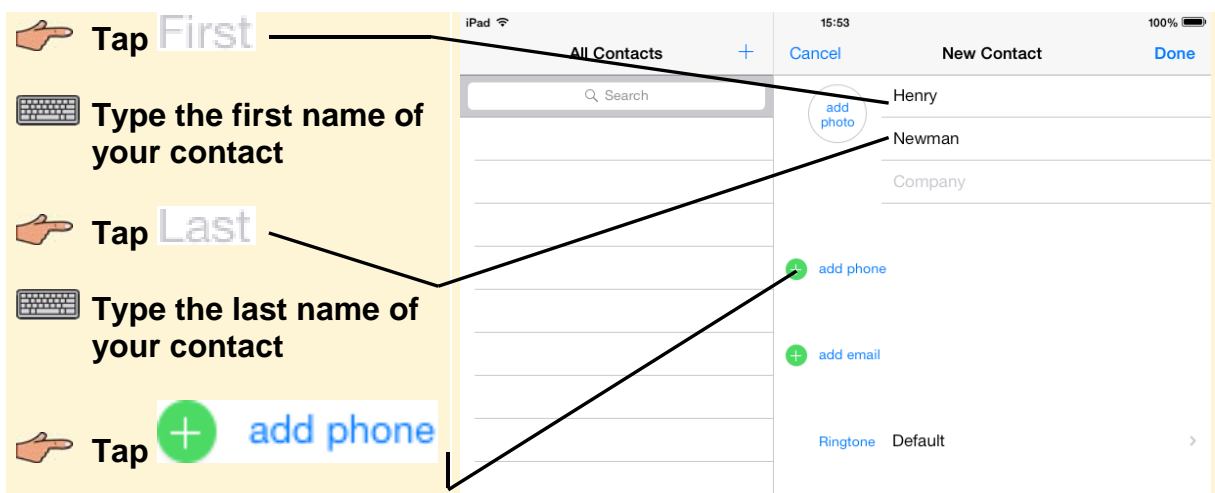 Tap First
Type the first name of
your contact
Tap Last
Type the last name of
your contact
Tap add phone
iPad 15:53 100%
All Contacts + Cancel New Contact Done
Search
add
photo
Henry
Newman
Company
add phone
add email
Ringtone Default